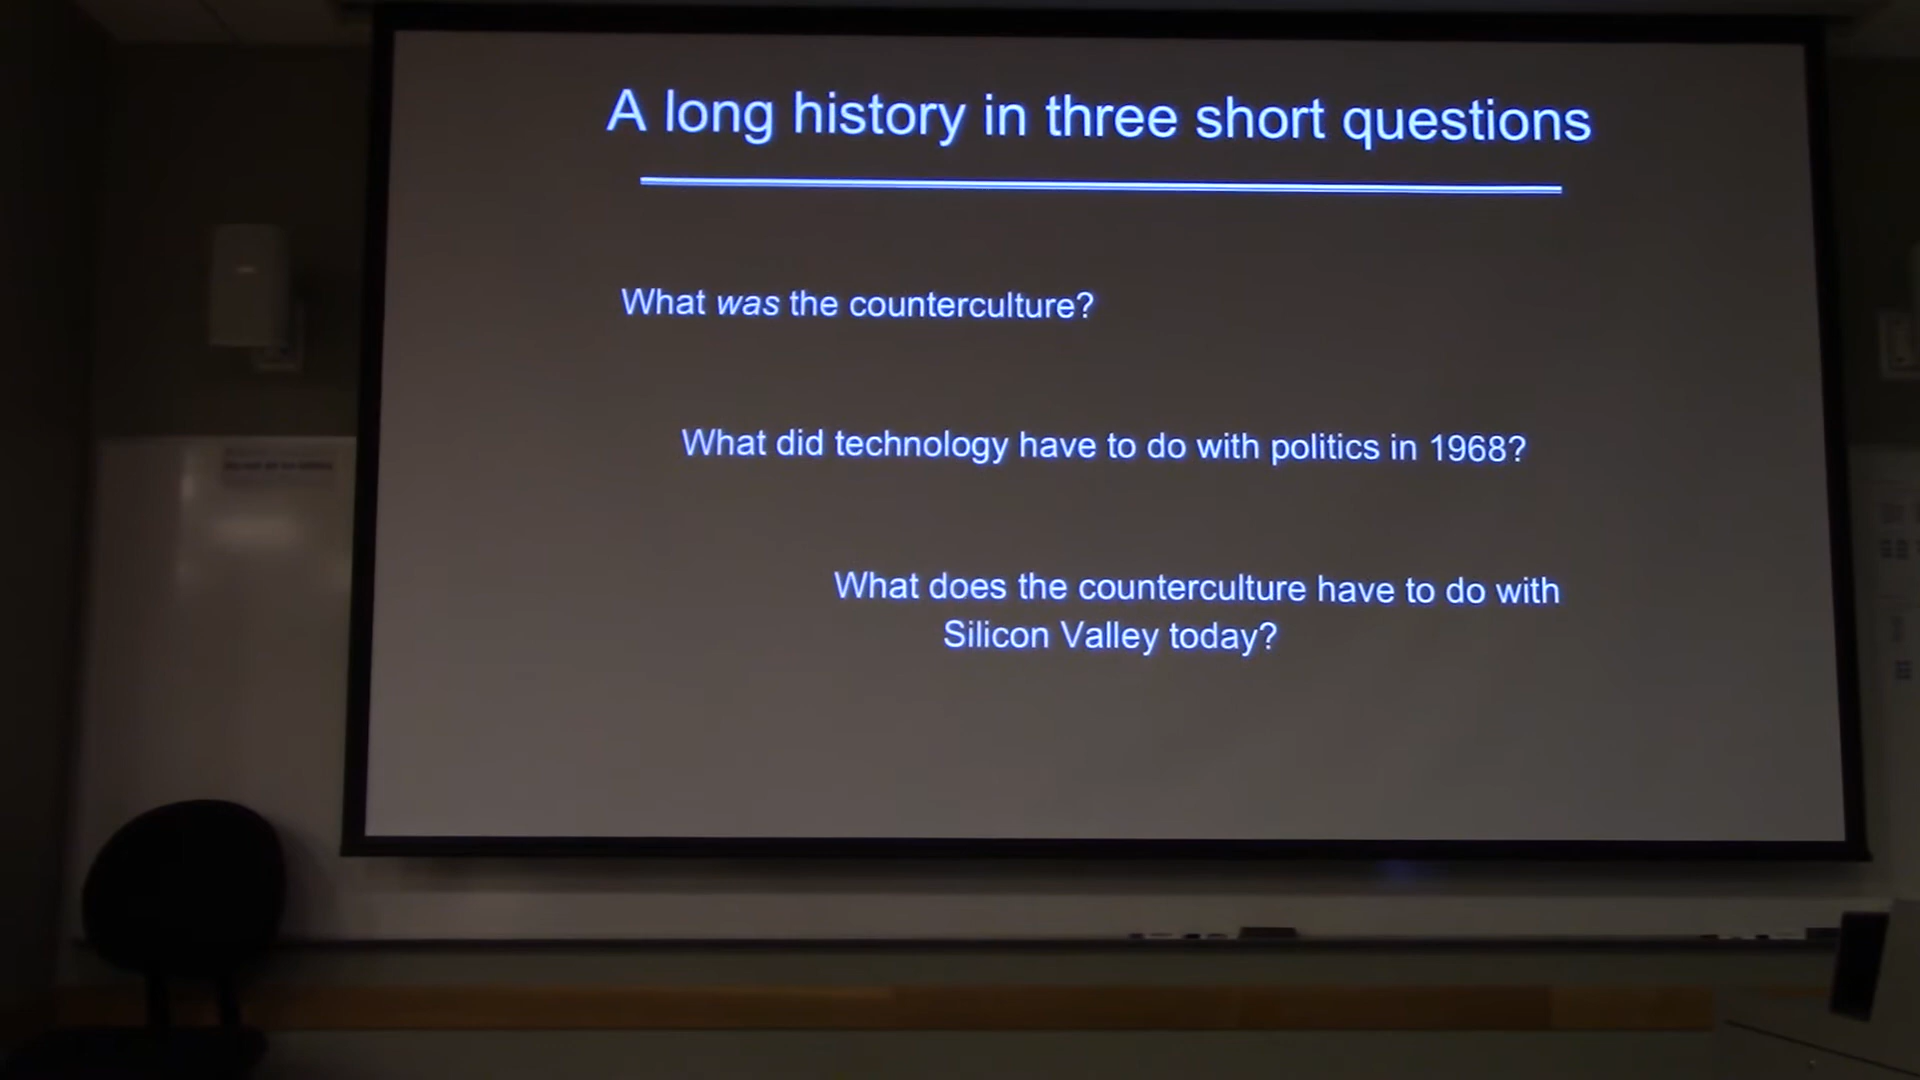 A long history in three short questions
What was the counterculture?
What did technology have to do with politics in 1968?
What does the counterculture have to do with
Silicon Valley today?